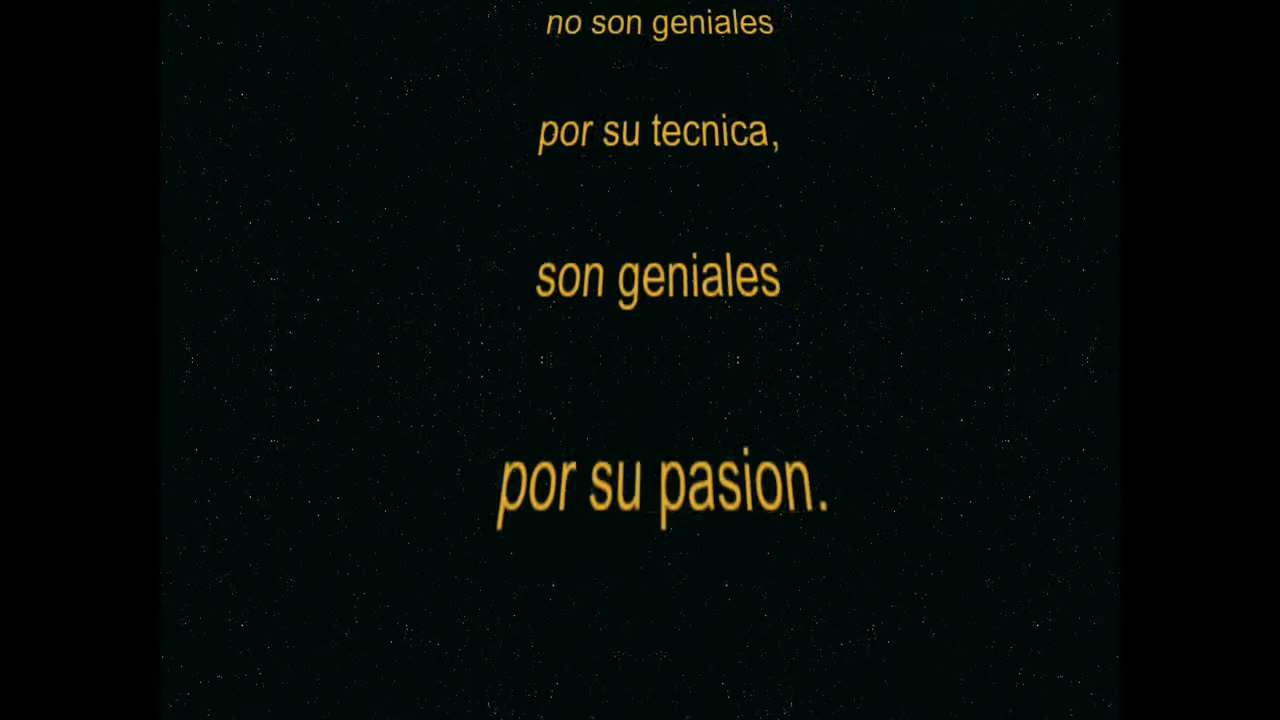 no son geniales
por su tecnica,
son geniales
por su pasion.